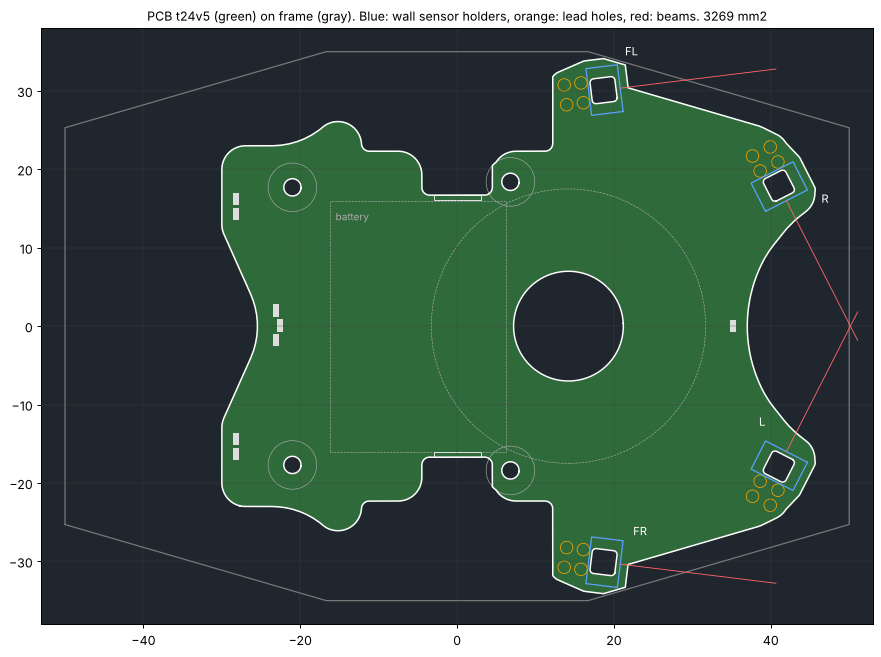 PCB t24v5 (green) on frame (gray). Blue: wall sensor holders, orange: lead holes, red: beams. 3269 mm2
FL
30
20
R
battery
10
0
−10
L
−20
FR
−30
−40
−20
0
20
40